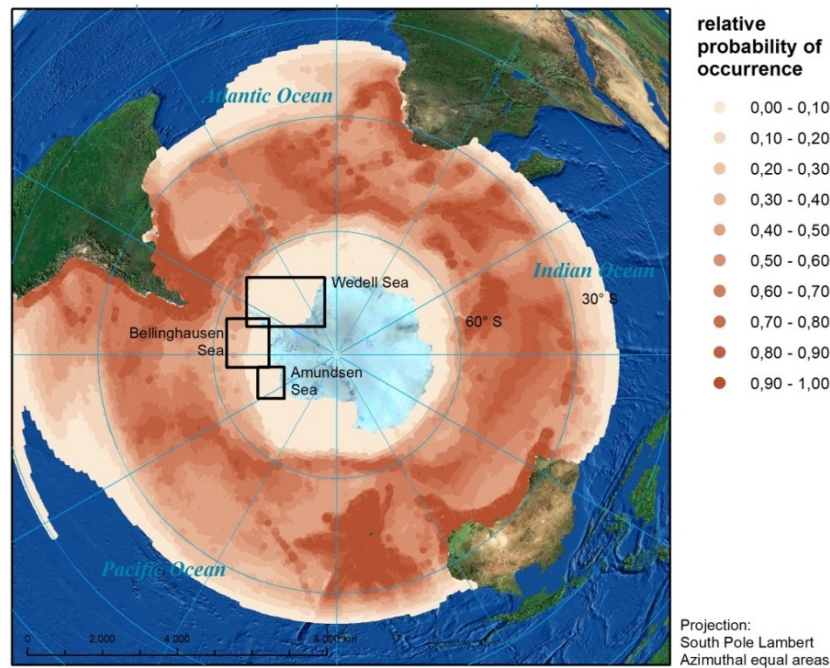 relative
probability of
occurrence
0,00 - 0,10
0,10 - 0,20
0,20 - 0,30
0,30 - 0,40
0,40 - 0,50
0,50 - 0,60
0,60 - 0,70
0,70 - 0,80
0,80 - 0,90
0,90 - 1,00
Atlantic Ocean
Indian Ocean
30° S
Wedell Sea
60° S
Bellinghausen
Sea
Amundsen
Sea
Pacific Ocean
0 2.000 4.000 8.000 km
Projection:
South Pole Lambert
Azimuthal equal areas